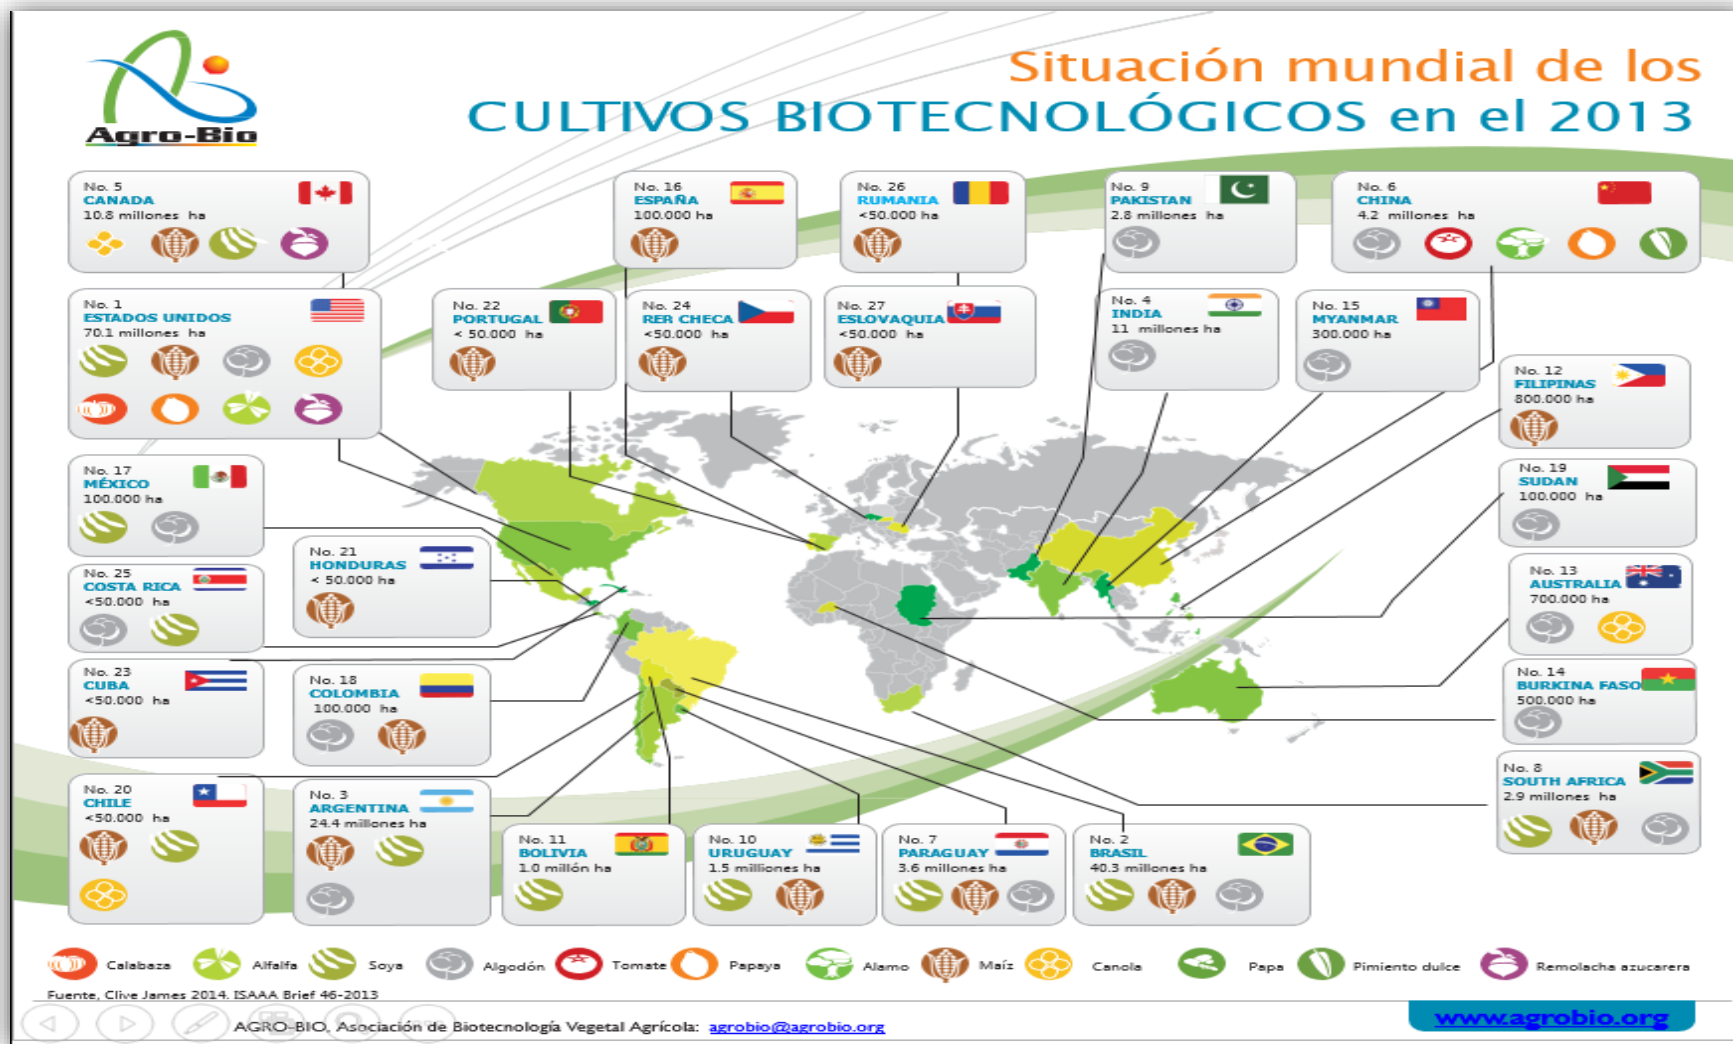 Agro-Bio
Situación mundial de los
CULTIVOS BIOTECNOLÓGICOS en el 2013
No. 5
CANADA
10.8 millones ha
No. 16
ESPAÑA
100.000 ha
No. 26
RUMANIA
<50.000 ha
No. 9
PAKISTAN
2.8 millones ha
No. 6
CHINA
4.2 millones ha
No. 1
ESTADOS UNIDOS
70.1 millones ha
No. 22
PORTUGAL
< 50.000 ha
No. 24
REP CHECA
<50.000 ha
No. 27
ESLOVAQUIA
<50.000 ha
No. 4
INDIA
11 millones ha
No. 15
MYANMAR
300.000 ha
No. 12
FILIPINAS
800.000 ha
No. 17
MÉXICO
100.000 ha
No. 19
SUDAN
100.000 ha
No. 21
HONDURAS
< 50.000 ha
No. 25
COSTA RICA
<50.000 ha
No. 13
AUSTRALIA
700.000 ha
No. 23
CUBA
<50.000 ha
No. 18
COLOMBIA
100.000 ha
No. 14
BURKINA FASO
500.000 ha
No. 20
CHILE
<50.000 ha
No. 3
ARGENTINA
24.4 millones ha
No. 8
SOUTH AFRICA
2.9 millones ha
No. 11
BOLIVIA
1.0 millón ha
No. 10
URUGUAY
1.5 milliones ha
No. 7
PARAGUAY
3.6 millones ha
No. 2
BRASIL
40.3 millones ha
Calabaza Alfalfa Soya Algodón Tomate Papaya Alamo Maíz Canola Papa Pimiento dulce Remolacha azucarera
Fuente, Clive James 2014. ISAAA Brief 46-2013
AGRO-BIO, Asociación de Biotecnología Vegetal Agrícola: agrobio@agrobio.org
www.agrobio.org